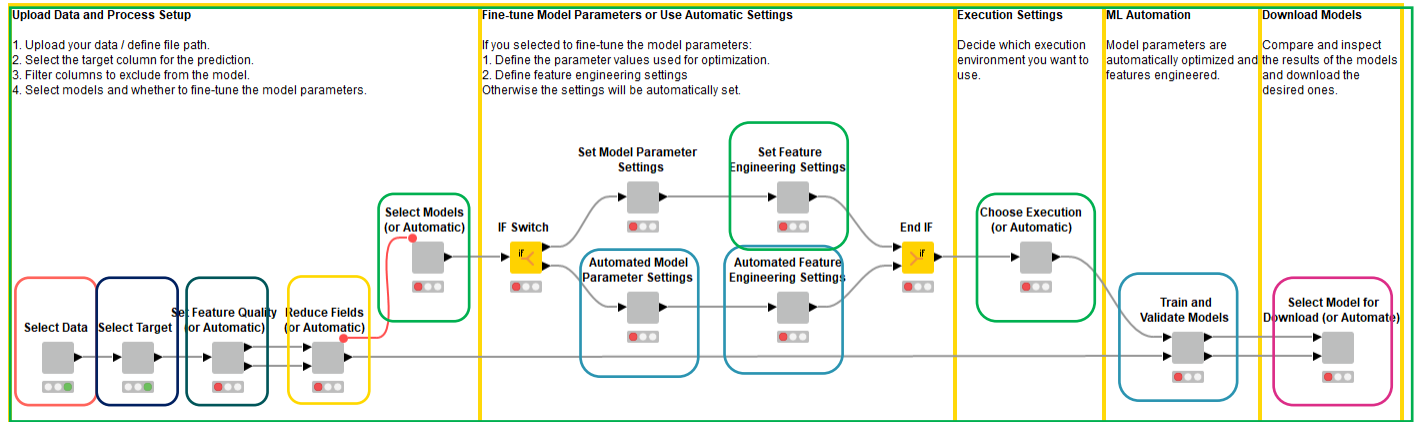 Upload Data and Process Setup
1. Upload your data / define file path.
2. Select the target column for the prediction.
3. Filter columns to exclude from the model.
4. Select models and whether to fine-tune the model parameters.
Fine-tune Model Parameters or Use Automatic Settings
If you selected to fine-tune the model parameters:
1. Define the parameter values used for optimization.
2. Define feature engineering settings
Otherwise the settings will be automatically set.
Execution Settings
Decide which execution
environment you want to
use.
ML Automation
Model parameters are
automatically optimized and
features engineered.
Download Models
Compare and inspect
the results of the models
and download the
desired ones.
Select Data
Select Target
Set Feature Quality
(or Automatic)
Reduce Fields
(or Automatic)
Select Models
(or Automatic)
IF Switch
if
Set Model Parameter
Settings
Set Feature
Engineering Settings
Automated Model
Parameter Settings
Automated Feature
Engineering Settings
End IF
if
Choose Execution
(or Automatic)
Train and
Validate Models
Select Model for
Download (or Automate)